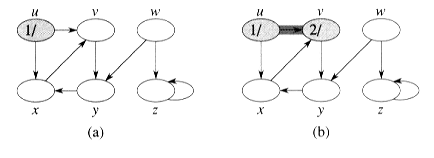 u v w u v w
1/ 1/ 2/
x y z x y z
(a) (b)